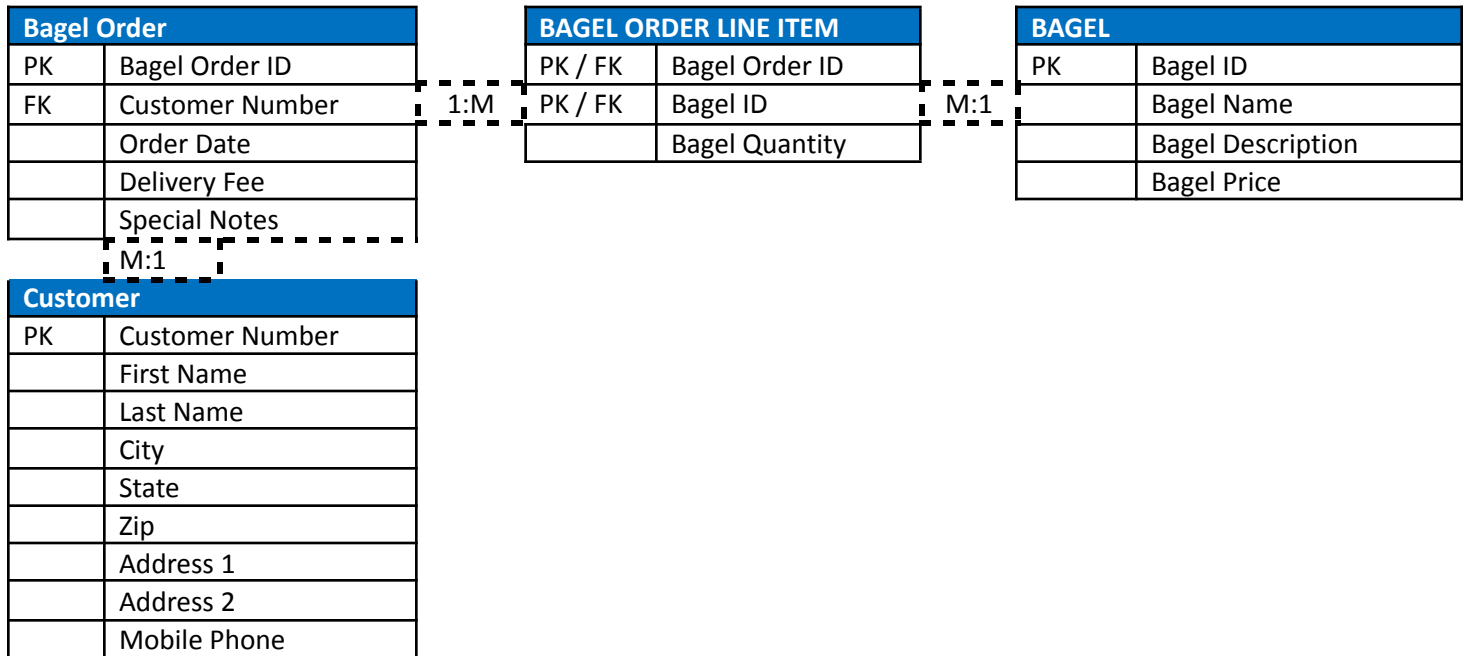 Bagel Order
PK Bagel Order ID
FK Customer Number
Order Date
Delivery Fee
Special Notes
1:M
BAGEL ORDER LINE ITEM
PK / FK Bagel Order ID
PK / FK Bagel ID
Bagel Quantity
M:1
BAGEL
PK Bagel ID
Bagel Name
Bagel Description
Bagel Price
M:1
Customer
PK Customer Number
First Name
Last Name
City
State
Zip
Address 1
Address 2
Mobile Phone